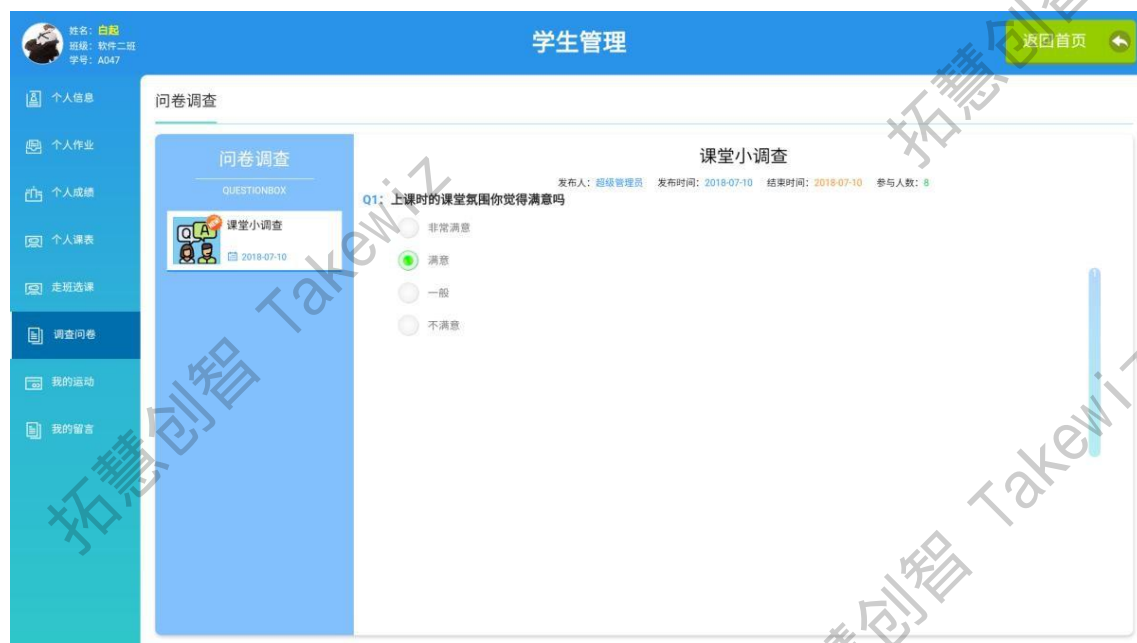 姓名：白起
班级：软件二班
学号：A047
学生管理
返回首页
个人信息
个人作业
个人成绩
个人课表
走班选课
调查问卷
我的运动
我的留言
问卷调查
问卷调查
QUESTIONBOX
Q A
课堂小调查
2018-07-10
课堂小调查
发布人：超级管理员 发布时间：2018-07-10 结束时间：2018-07-10 参与人数：8
Q1：上课时的课堂氛围你觉得满意吗
非常满意
满意
一般
不满意
1
拓慧创智 Takewiz
拓慧
拓慧创智 Takewiz